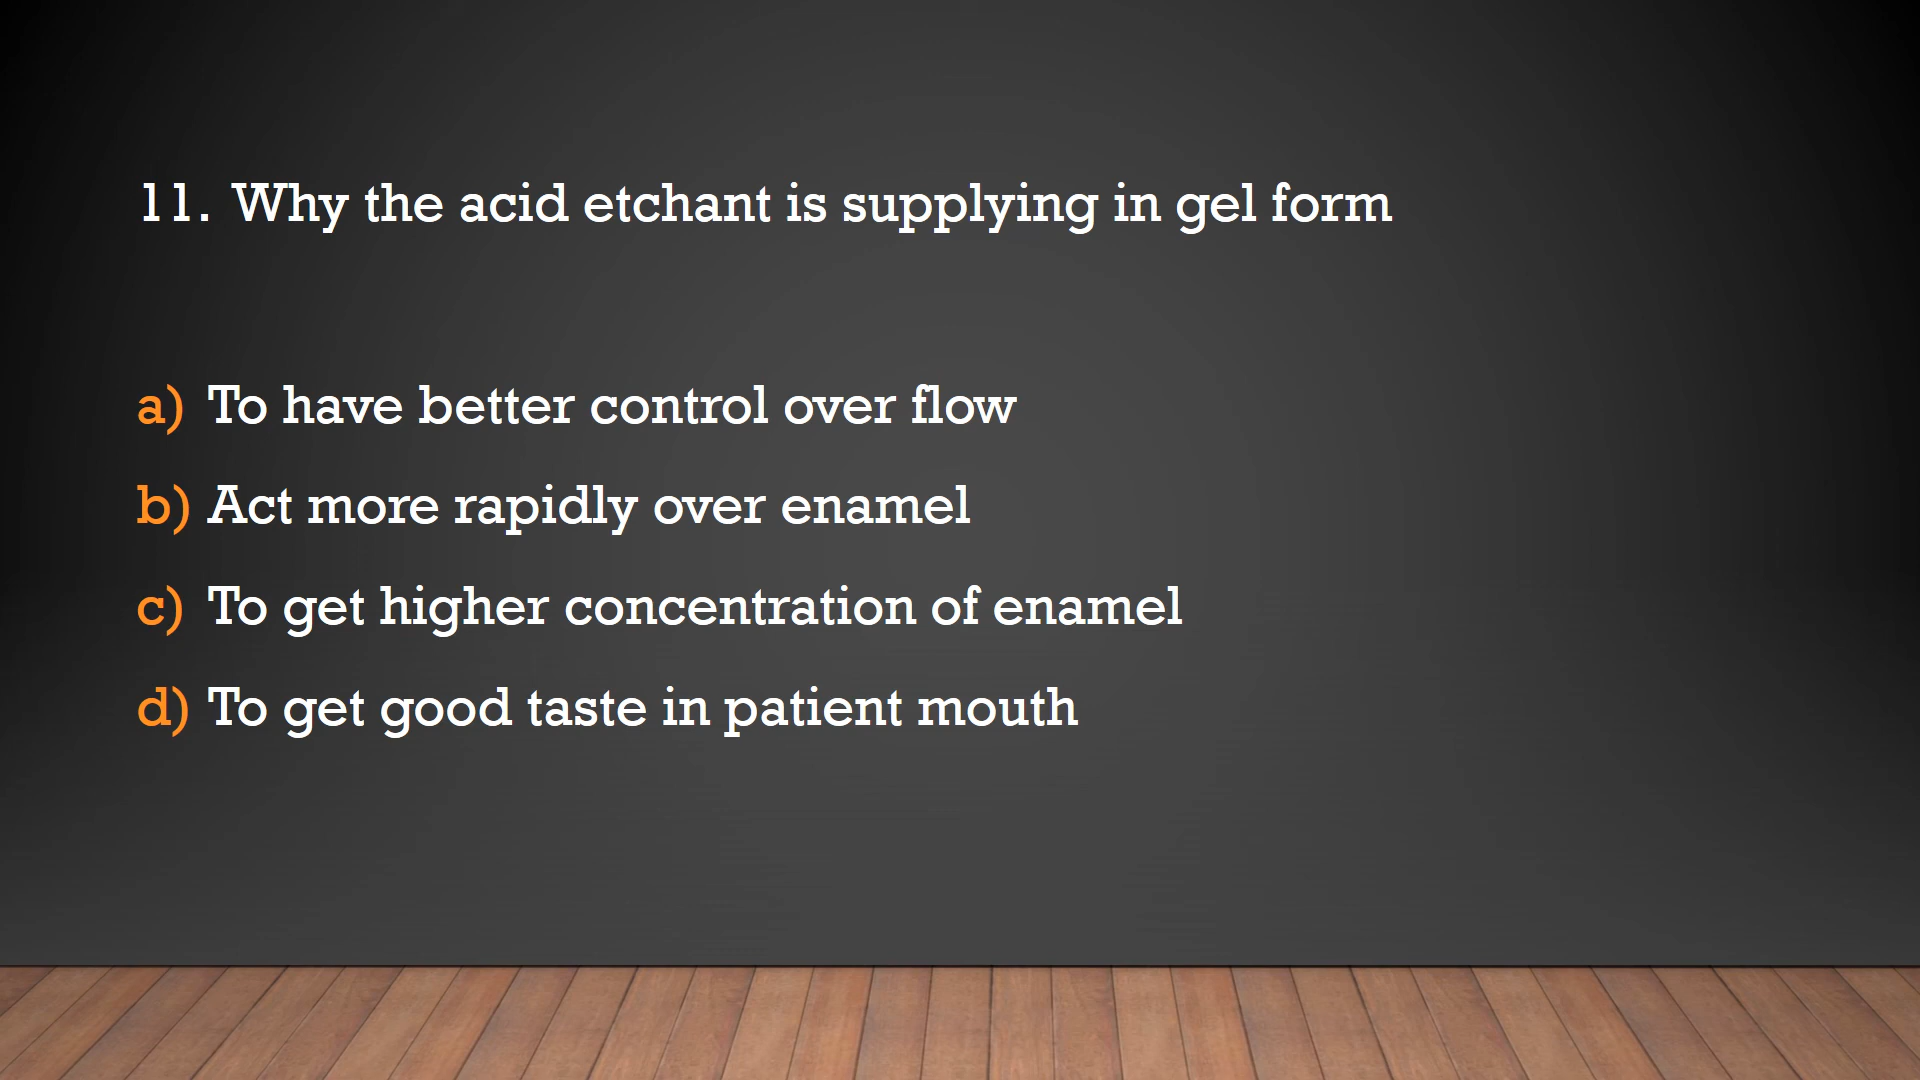 11. Why the acid etchant is supplying in gel form
a) To have better control over flow
b) Act more rapidly over enamel
c) To get higher concentration of enamel
d) To get good taste in patient mouth